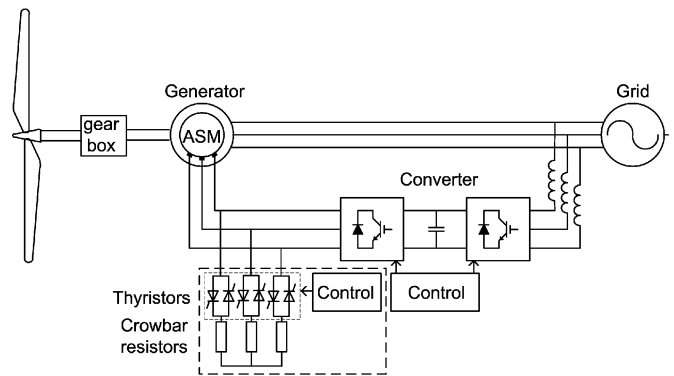 Generator
Grid
gear
box
ASM
Converter
Thyristors
Control
Control
Crowbar
resistors